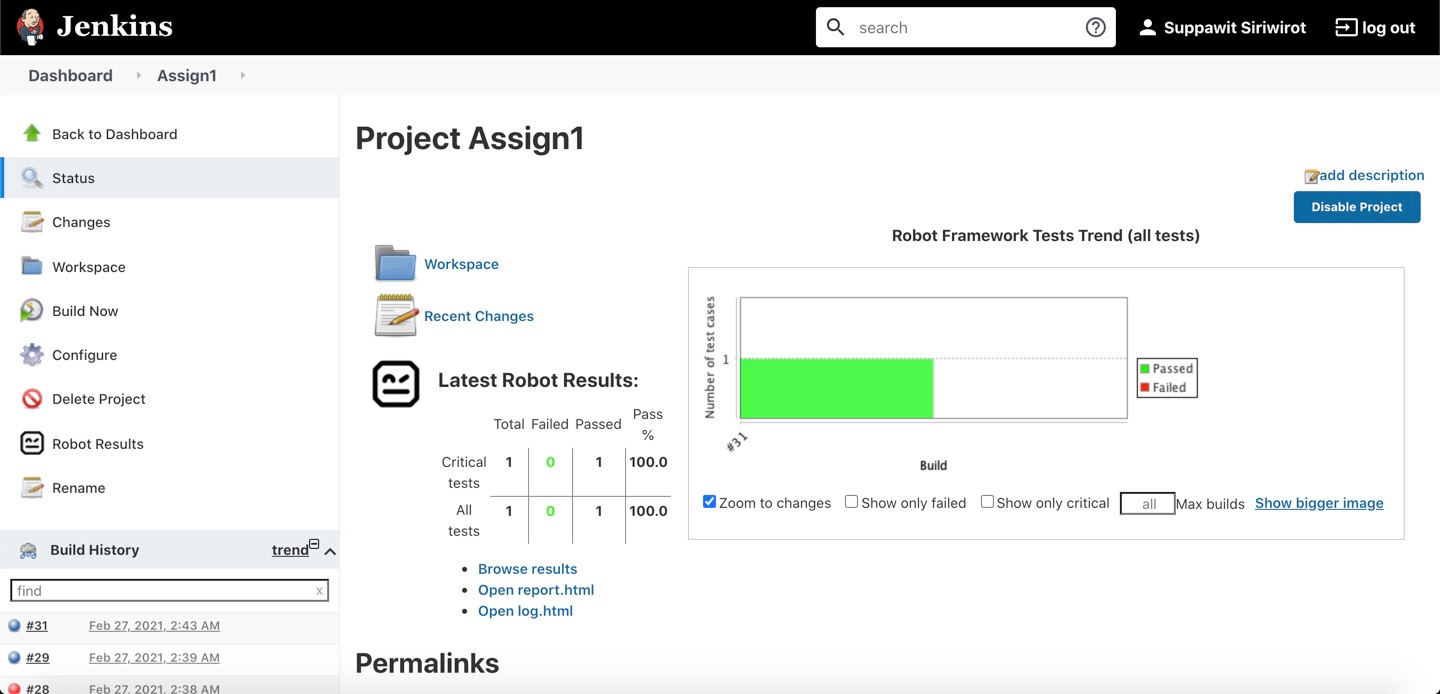 Jenkins
search
Suppawit Siriwirot
log out
Dashboard
Assign1
Back to Dashboard
Status
Changes
Workspace
Build Now
Configure
Delete Project
Robot Results
Rename
Build History
trend
find
x
#31 Feb 27, 2021, 2:43 AM
#29 Feb 27, 2021, 2:39 AM
#28 Feb 27, 2021, 2:38 AM
Project Assign1
add description
Disable Project
Workspace
Recent Changes
Latest Robot Results:
Total Failed Passed Pass %
Critical tests 1 0 1 100.0
All tests 1 0 1 100.0
Browse results
Open report.html
Open log.html
Robot Framework Tests Trend (all tests)
Number of test cases
1
#31
Build
Passed
Failed
Zoom to changes Show only failed Show only critical all Max builds Show bigger image
Permalinks